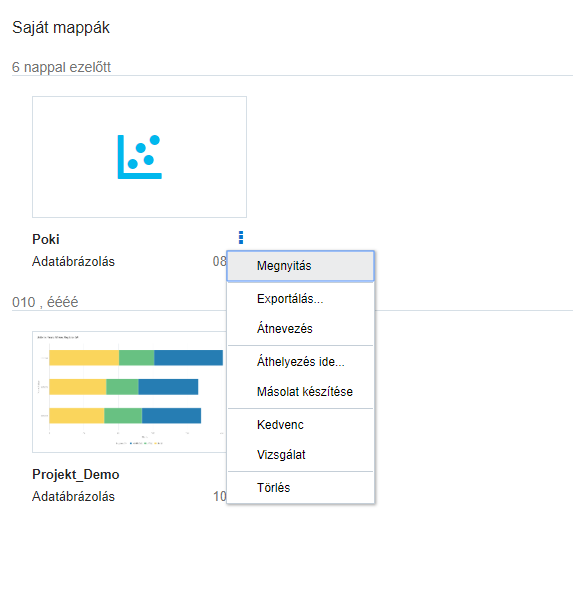 Saját mappák
6 nappal ezelőtt
Poki
Adatábrázolás 08
Megnyitás
Exportálás...
Átnevezés
Áthelyezés ide...
Másolat készítése
Kedvenc
Vizsgálat
Törlés
010 , éééé
Projekt_Demo
Adatábrázolás 10